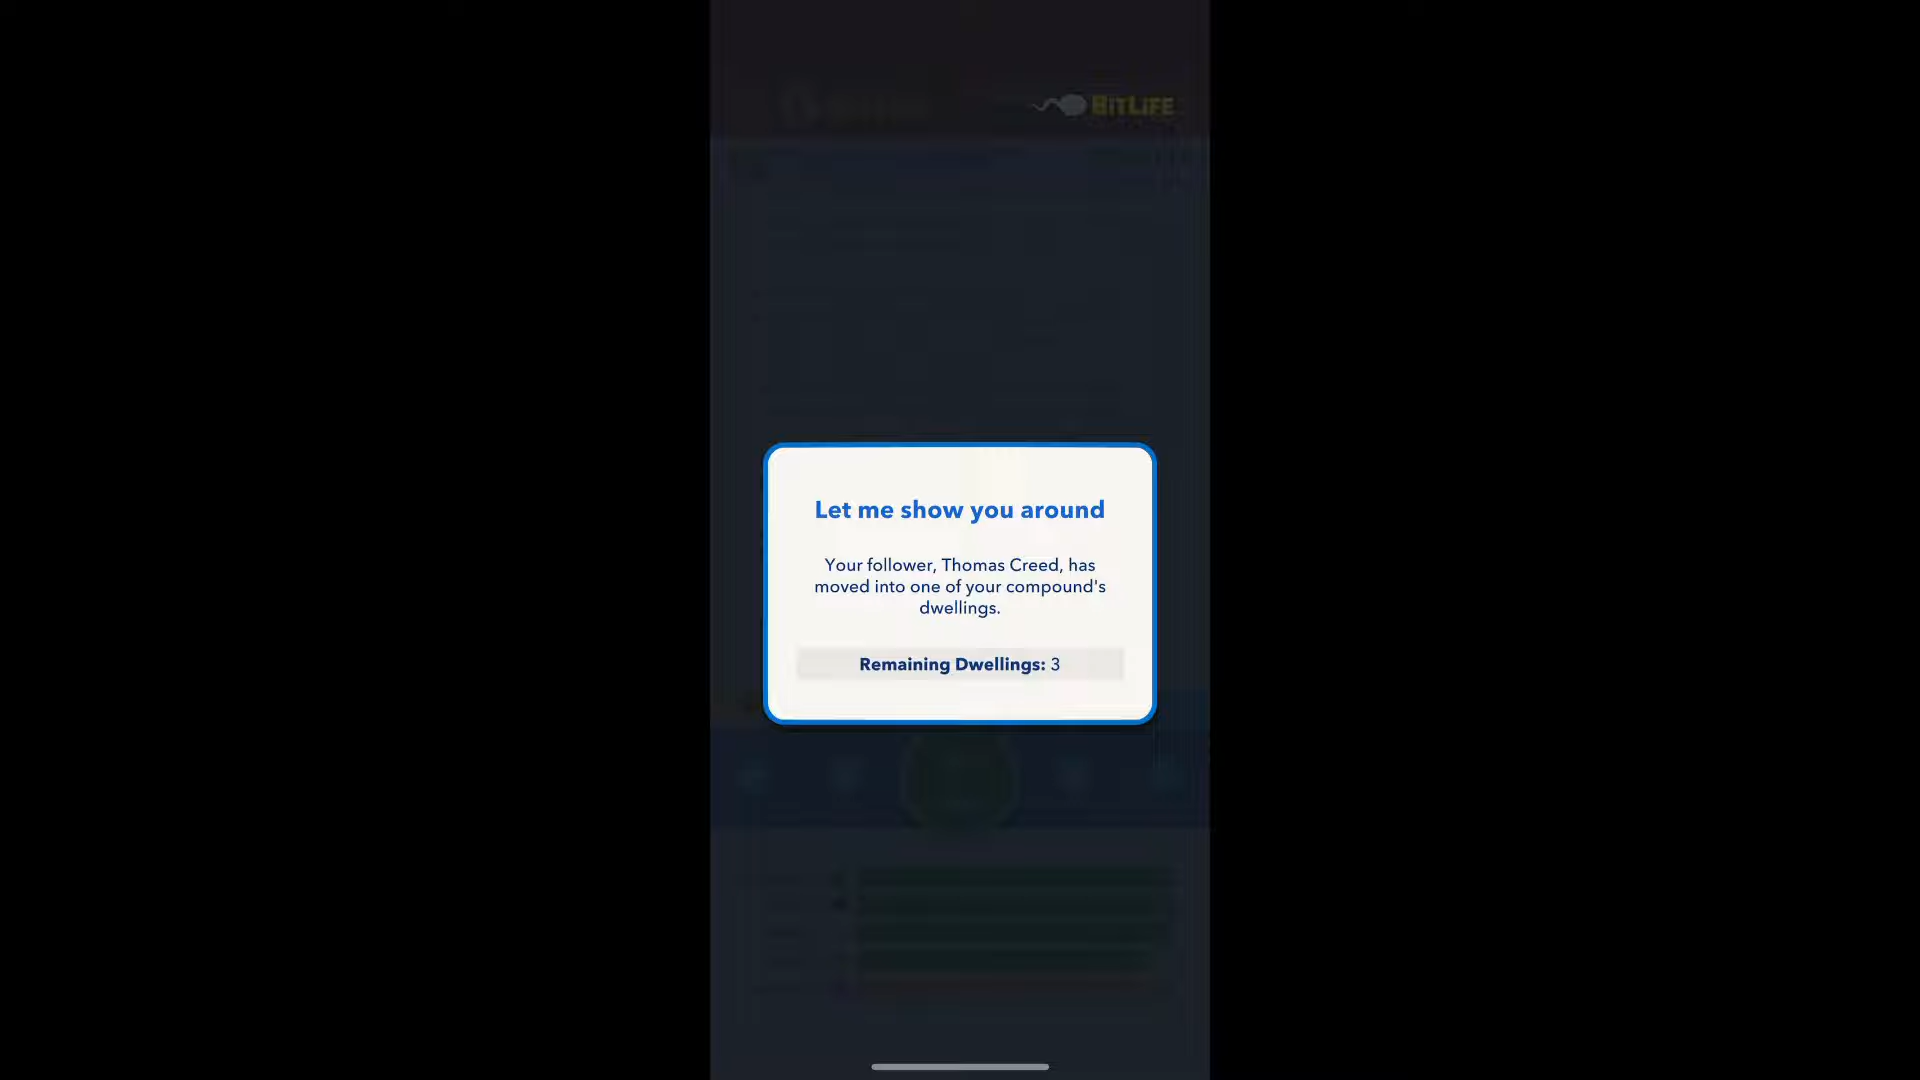 BITLIFE
Let me show you around
Your follower, Thomas Creed, has
moved into one of your compound's
dwellings.
Remaining Dwellings: 3